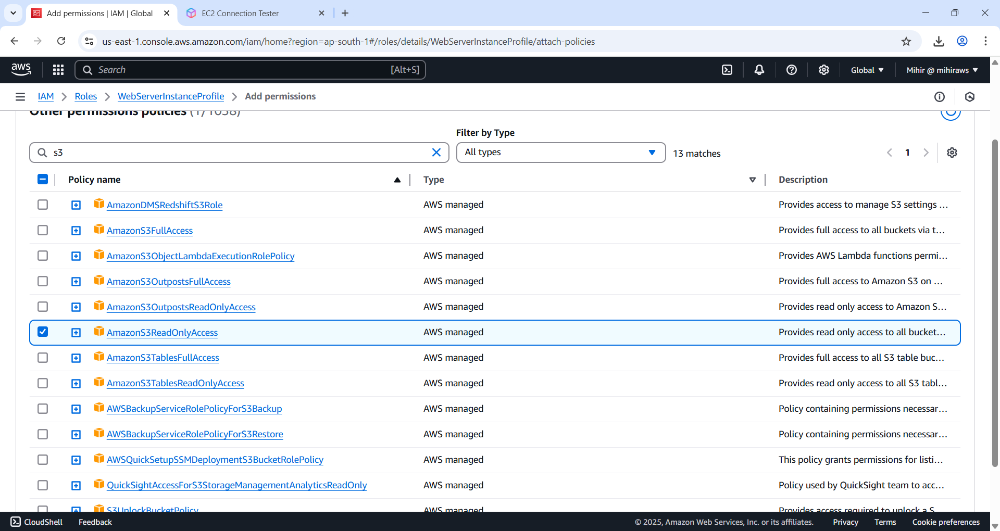 Add permissions | IAM | Global
EC2 Connection Tester
us-east-1.console.aws.amazon.com/iam/home?region=ap-south-1#/roles/details/WebServerInstanceProfile/attach-policies
aws
Search
[Alt+S]
Global
Mihir @ mihiraws
IAM > Roles > WebServerInstanceProfile > Add permissions
Other permissions policies (1/1058)
Filter by Type
s3
All types
13 matches
1
Policy name Type Description
AmazonDMSRedshiftS3Role AWS managed Provides access to manage S3 settings ...
AmazonS3FullAccess AWS managed Provides full access to all buckets via t...
AmazonS3ObjectLambdaExecutionRolePolicy AWS managed Provides AWS Lambda functions permi...
AmazonS3OutpostsFullAccess AWS managed Provides full access to Amazon S3 on ...
AmazonS3OutpostsReadOnlyAccess AWS managed Provides read only access to Amazon S...
AmazonS3ReadOnlyAccess AWS managed Provides read only access to all bucket...
AmazonS3TablesFullAccess AWS managed Provides full access to all S3 table buc...
AmazonS3TablesReadOnlyAccess AWS managed Provides read only access to all S3 tabl...
AWSBackupServiceRolePolicyForS3Backup AWS managed Policy containing permissions necessar...
AWSBackupServiceRolePolicyForS3Restore AWS managed Policy containing permissions necessar...
AWSQuickSetupSSMDeploymentS3BucketRolePolicy AWS managed This policy grants permissions for listi...
QuickSightAccessForS3StorageManagementAnalyticsReadOnly AWS managed Policy used by QuickSight team to acc...
S3UnlockBucketPolicy AWS managed Provides access required to unlock a S...
CloudShell Feedback © 2025, Amazon Web Services, Inc. or its affiliates. Privacy Terms Cookie preferences